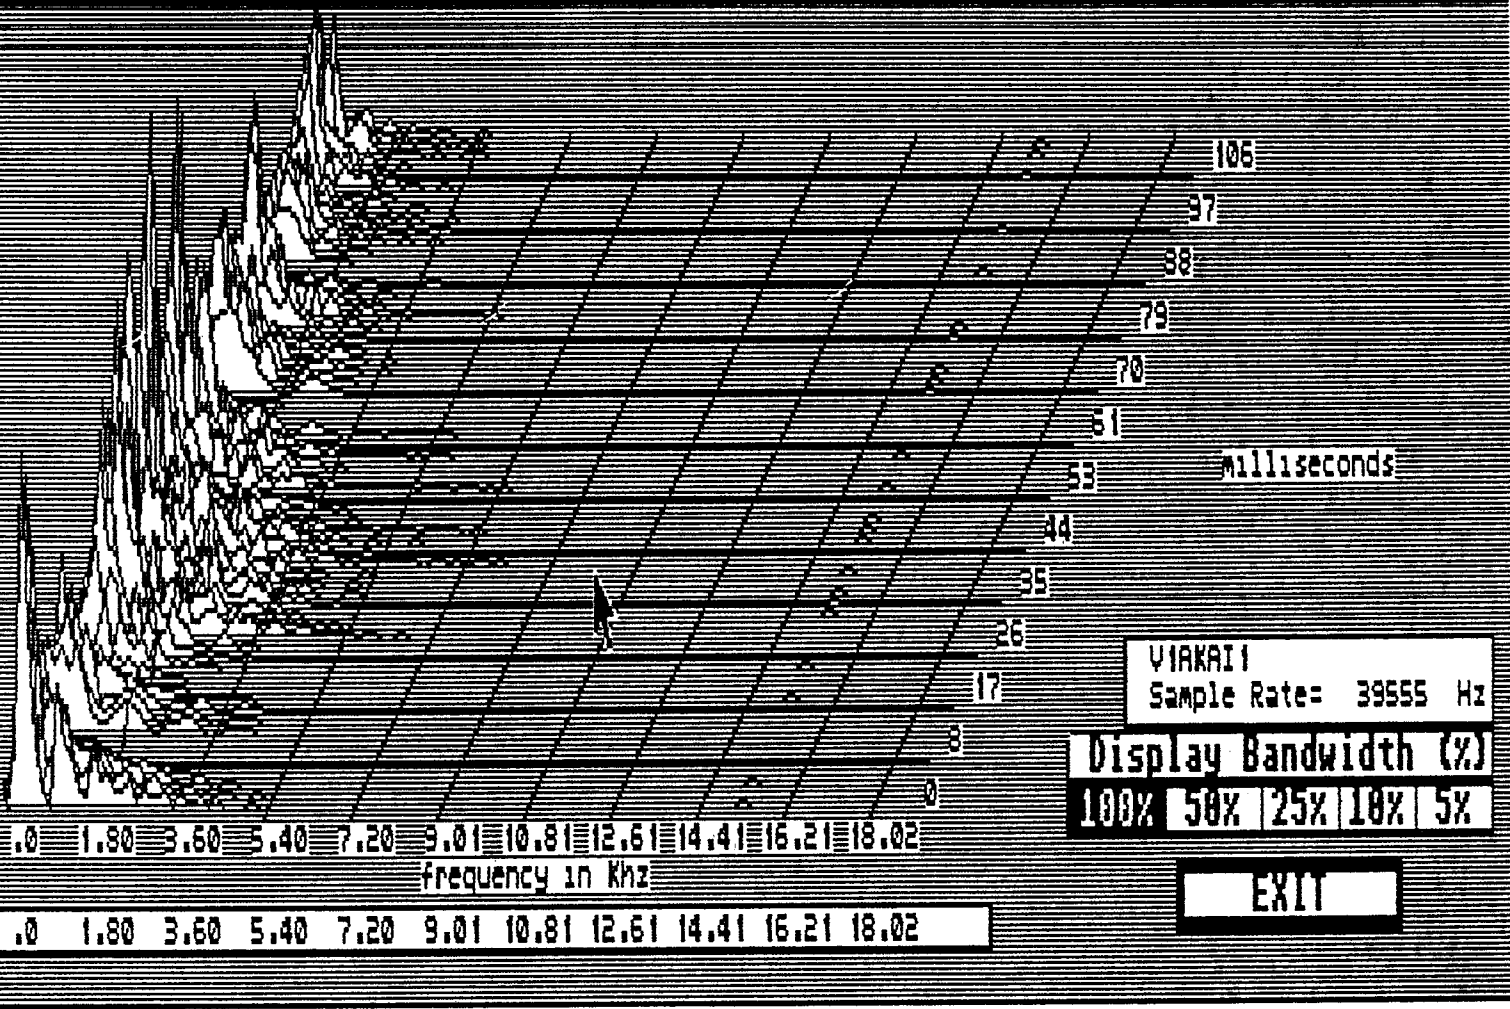 106
97
88
79
70
61
53
milliseconds
44
35
26
17
8
0
V1AKAI1
Sample Rate= 39555 Hz
Display Bandwidth (%)
100% 50% 25% 10% 5%
.0 1.80 3.60 5.40 7.20 9.01 10.81 12.61 14.41 16.21 18.02
frequency in Khz
EXIT
.0 1.80 3.60 5.40 7.20 9.01 10.81 12.61 14.41 16.21 18.02